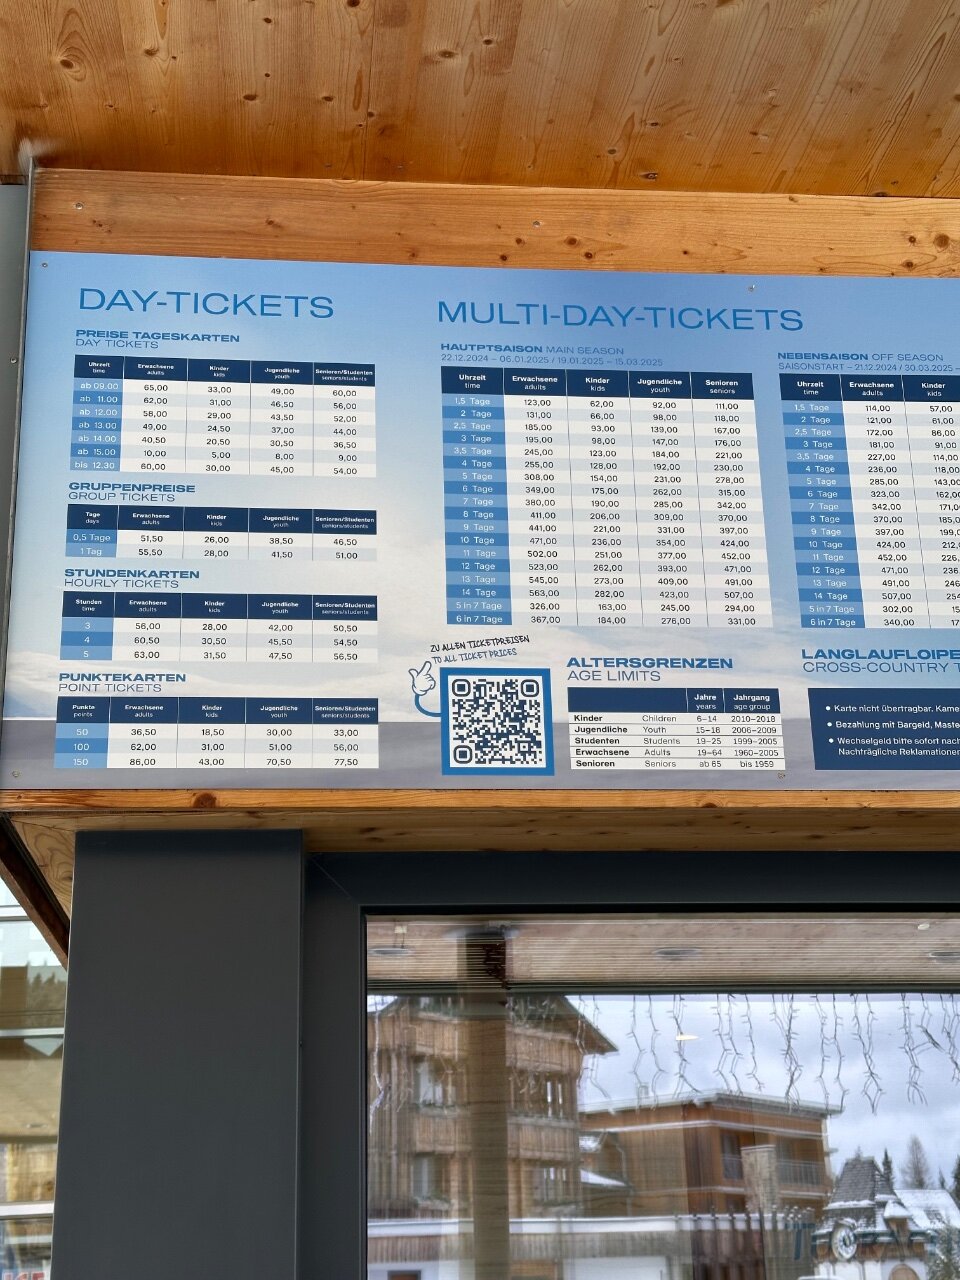 DAY-TICKETS
PREISE TAGESKARTEN
DAY TICKETS
Uhrzeit time Erwachsene adults Kinder kids Jugendliche youth Senioren/Studenten seniors/students
ab 09.00 65,00 33,00 49,00 60,00
ab 11.00 62,00 31,00 46,50 56,00
ab 12.00 58,00 29,00 43,50 52,00
ab 13.00 49,00 24,50 37,00 44,00
ab 14.00 40,50 20,50 30,50 36,50
ab 15.00 10,00 5,00 8,00 9,00
bis 12.30 60,00 30,00 45,00 54,00
GRUPPENPREISE
GROUP TICKETS
Tage days Erwachsene adults Kinder kids Jugendliche youth Senioren/Studenten seniors/students
0,5 Tage 51,50 26,00 38,50 46,50
1 Tag 55,50 28,00 41,50 51,00
STUNDENKARTEN
HOURLY TICKETS
Stunden time Erwachsene adults Kinder kids Jugendliche youth Senioren/Studenten seniors/students
3 56,00 28,00 42,00 50,50
4 60,50 30,50 45,50 54,50
5 63,00 31,50 47,50 56,50
PUNKTEKARTEN
POINT TICKETS
Punkte points Erwachsene adults Kinder kids Jugendliche youth Senioren/Studenten seniors/students
50 36,50 18,50 30,00 33,00
100 62,00 31,00 51,00 56,00
150 86,00 43,00 70,50 77,50
MULTI-DAY-TICKETS
HAUTPTSAISON MAIN SEASON
22.12.2024 – 06.01.2025 / 19.01.2025 – 15.03.2025
Uhrzeit time Erwachsene adults Kinder kids Jugendliche youth Senioren seniors
1,5 Tage 123,00 62,00 92,00 111,00
2 Tage 131,00 66,00 98,00 118,00
2,5 Tage 185,00 93,00 139,00 167,00
3 Tage 195,00 98,00 147,00 176,00
3,5 Tage 245,00 123,00 184,00 221,00
4 Tage 255,00 128,00 192,00 230,00
5 Tage 308,00 154,00 231,00 278,00
6 Tage 349,00 175,00 262,00 315,00
7 Tage 380,00 190,00 285,00 342,00
8 Tage 411,00 206,00 309,00 370,00
9 Tage 441,00 221,00 331,00 397,00
10 Tage 471,00 236,00 354,00 424,00
11 Tage 502,00 251,00 377,00 452,00
12 Tage 523,00 262,00 393,00 471,00
13 Tage 545,00 273,00 409,00 491,00
14 Tage 563,00 282,00 423,00 507,00
5 in 7 Tage 326,00 163,00 245,00 294,00
6 in 7 Tage 367,00 184,00 276,00 331,00
ZU ALLEN TICKETPREISEN
TO ALL TICKET PRICES
ALTERSGRENZEN
AGE LIMITS
Jahre years Jahrgang age group
Kinder Children 6–14 2010–2018
Jugendliche Youth 15–18 2006–2009
Studenten Students 19–25 1999–2005
Erwachsene Adults 19–64 1960–2005
Senioren Seniors ab 65 bis 1959
NEBENSAISON OFF SEASON
SAISONSTART – 21.12.2024 / 30.03.2025 –
Uhrzeit time Erwachsene adults Kinder kids
1,5 Tage 114,00 57,00
2 Tage 121,00 61,00
2,5 Tage 172,00 86,00
3 Tage 181,00 91,00
3,5 Tage 227,00 114,00
4 Tage 236,00 118,00
5 Tage 285,00 143,00
6 Tage 323,00 162,00
7 Tage 342,00 171,0
8 Tage 370,00 185,0
9 Tage 397,00 199,0
10 Tage 424,00 212,
11 Tage 452,00 226,
12 Tage 471,00 236
13 Tage 491,00 246
14 Tage 507,00 254
5 in 7 Tage 302,00 15
6 in 7 Tage 340,00
LANGLAUFLOIPE
CROSS-COUNTRY T
Karte nicht übertragbar. Kame
Bezahlung mit Bargeld, Maste
Wechselgeld bitte sofort nach
Nachträgliche Reklamationen